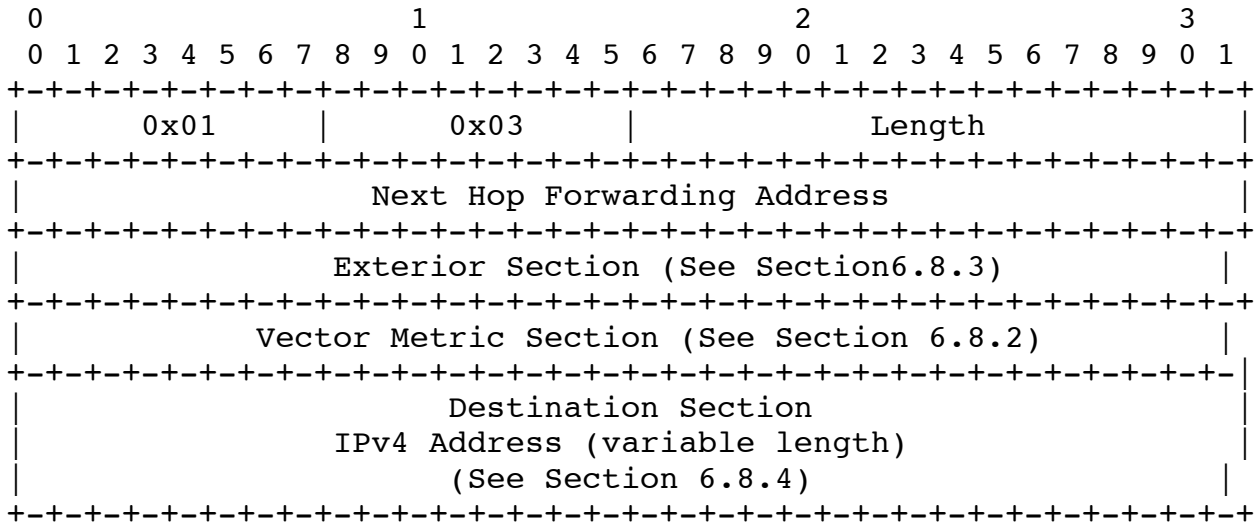 0                   1                   2                   3
0 1 2 3 4 5 6 7 8 9 0 1 2 3 4 5 6 7 8 9 0 1 2 3 4 5 6 7 8 9 0 1
+-+-+-+-+-+-+-+-+-+-+-+-+-+-+-+-+-+-+-+-+-+-+-+-+-+-+-+-+-+-+-+-+
|      0x01     |      0x03     |            Length             |
+-+-+-+-+-+-+-+-+-+-+-+-+-+-+-+-+-+-+-+-+-+-+-+-+-+-+-+-+-+-+-+-+
|                  Next Hop Forwarding Address                  |
+-+-+-+-+-+-+-+-+-+-+-+-+-+-+-+-+-+-+-+-+-+-+-+-+-+-+-+-+-+-+-+-+
|                Exterior Section (See Section6.8.3)           |
+-+-+-+-+-+-+-+-+-+-+-+-+-+-+-+-+-+-+-+-+-+-+-+-+-+-+-+-+-+-+-+-+
|            Vector Metric Section (See Section 6.8.2)         |
+-+-+-+-+-+-+-+-+-+-+-+-+-+-+-+-+-+-+-+-+-+-+-+-+-+-+-+-+-+-+-+-|
|                      Destination Section                      |
|                IPv4 Address (variable length)                 |
|                      (See Section 6.8.4)                     |
+-+-+-+-+-+-+-+-+-+-+-+-+-+-+-+-+-+-+-+-+-+-+-+-+-+-+-+-+-+-+-+-+